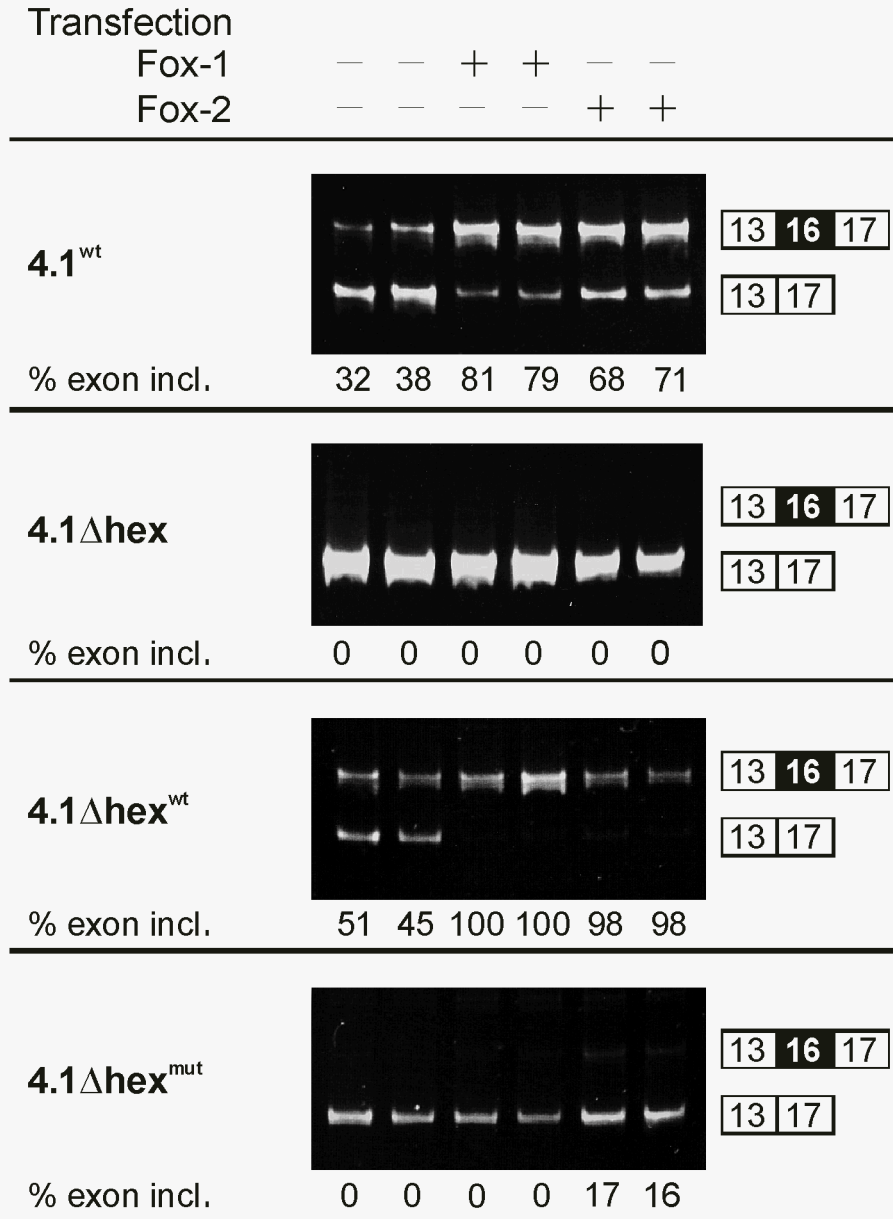 Transfection
Fox-1 – – + + – –
Fox-2 – – – – + +
4.1wt
13 16 17
13 17
% exon incl. 32 38 81 79 68 71
4.1Δhex
13 16 17
13 17
% exon incl. 0 0 0 0 0 0
4.1Δhexwt
13 16 17
13 17
% exon incl. 51 45 100 100 98 98
4.1Δhexmut
13 16 17
13 17
% exon incl. 0 0 0 0 17 16